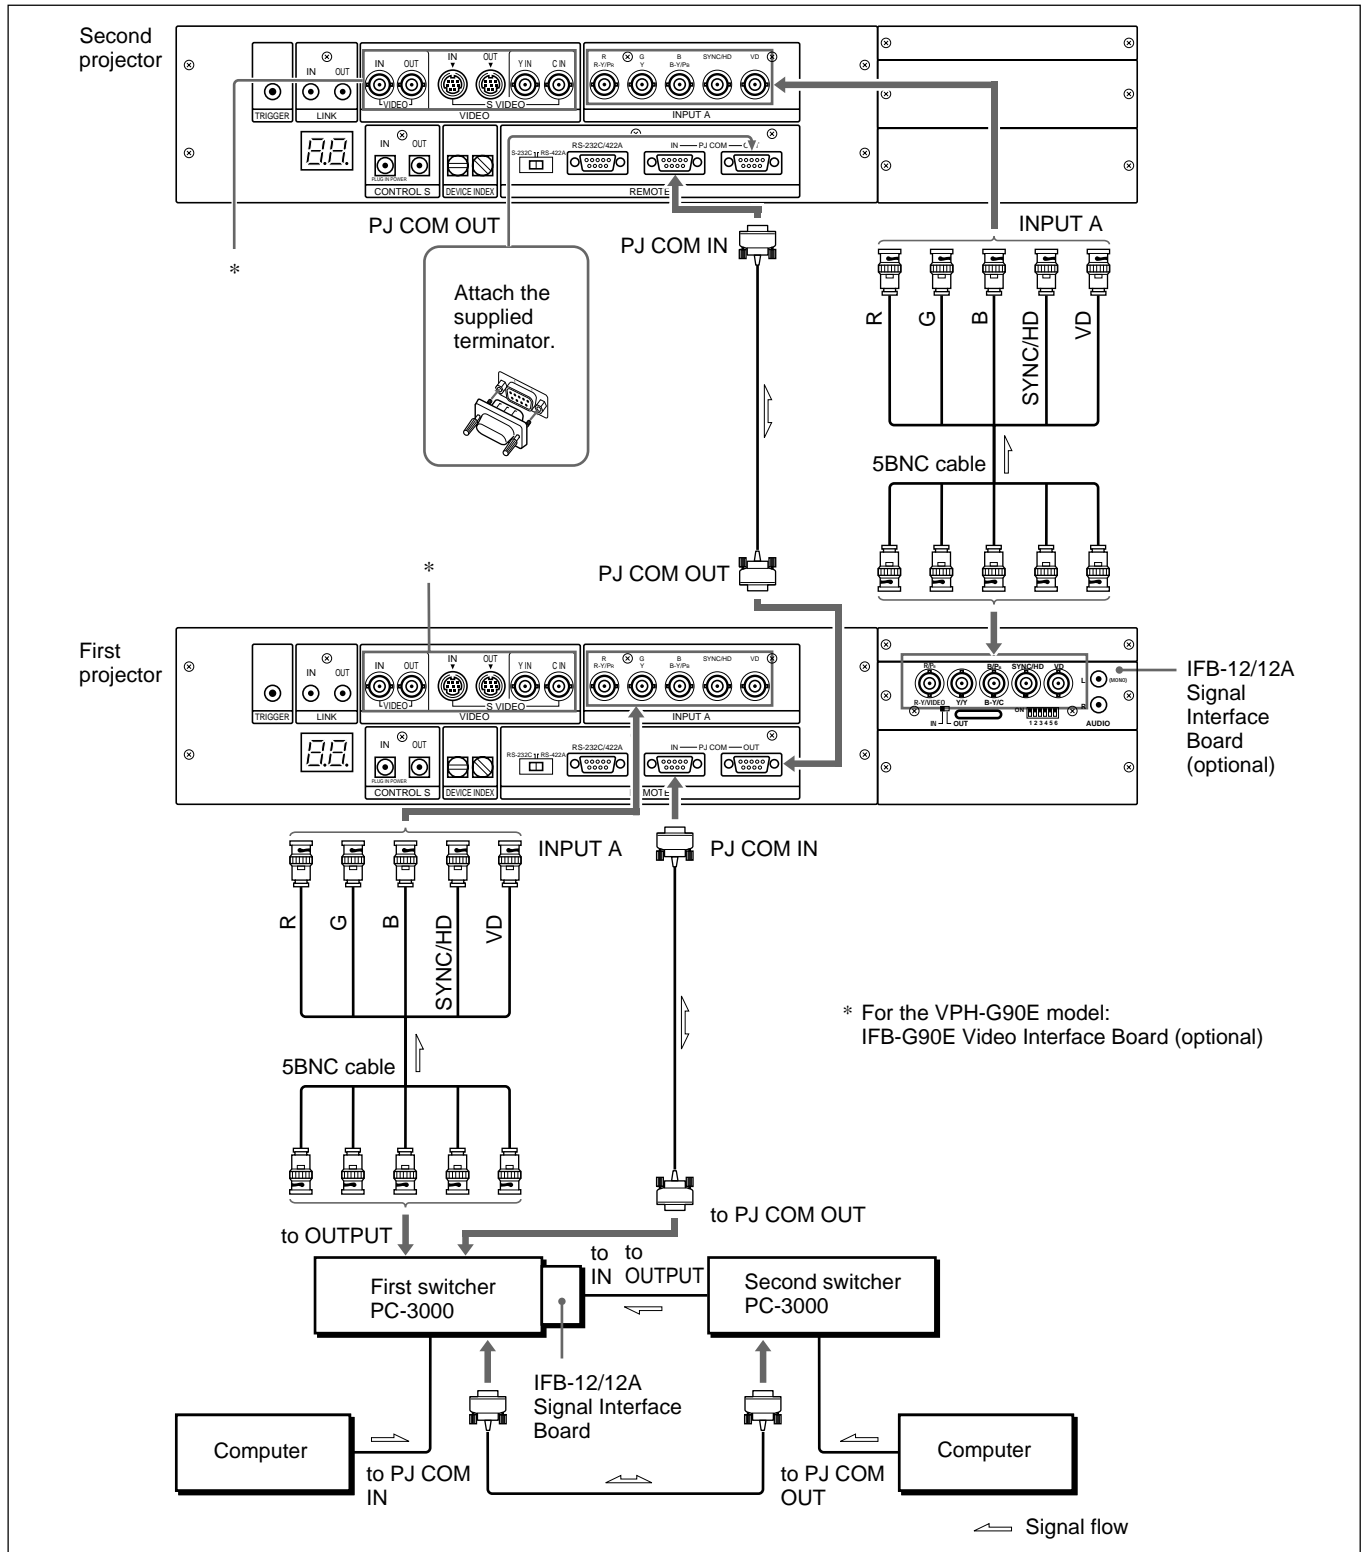 Second
projector
IN OUT
TRIGGER
LINK
IN OUT
VIDEO
IN OUT
Y IN C IN
S VIDEO
VIDEO
R G B SYNC/HD VD
R-Y/PR Y B-Y/PB
INPUT A
IN OUT
PLUG IN POWER
CONTROL S
DEVICE INDEX
S-232C RS-422A
RS-232C/422A
IN PJ COM
REMOTE
*
PJ COM OUT
PJ COM IN
INPUT A
Attach the
supplied
terminator.
R
G
B
SYNC/HD
VD
5BNC cable
PJ COM OUT
*
First
projector
IN OUT
TRIGGER
LINK
IN OUT
VIDEO
IN OUT
Y IN C IN
S VIDEO
VIDEO
R G B SYNC/HD VD
R-Y/PR Y B-Y/PB
INPUT A
IN OUT
PLUG IN POWER
CONTROL S
DEVICE INDEX
RS-232C RS-422A
RS-232C/422A
IN PJ COM OUT
EMOTE
R/PR B/PB SYNC/HD VD
R-Y/VIDEO Y/Y B-Y/C
IN OUT
ON
1 2 3 4 5 6
L (MONO)
R
AUDIO
IFB-12/12A
Signal
Interface
Board
(optional)
INPUT A
PJ COM IN
R
G
B
SYNC/HD
VD
5BNC cable
* For the VPH-G90E model:
IFB-G90E Video Interface Board (optional)
to OUTPUT
to PJ COM OUT
First switcher
PC-3000
to
IN
to
OUTPUT
Second switcher
PC-3000
IFB-12/12A
Signal Interface
Board
Computer
to PJ COM
IN
to PJ COM
OUT
Computer
Signal flow